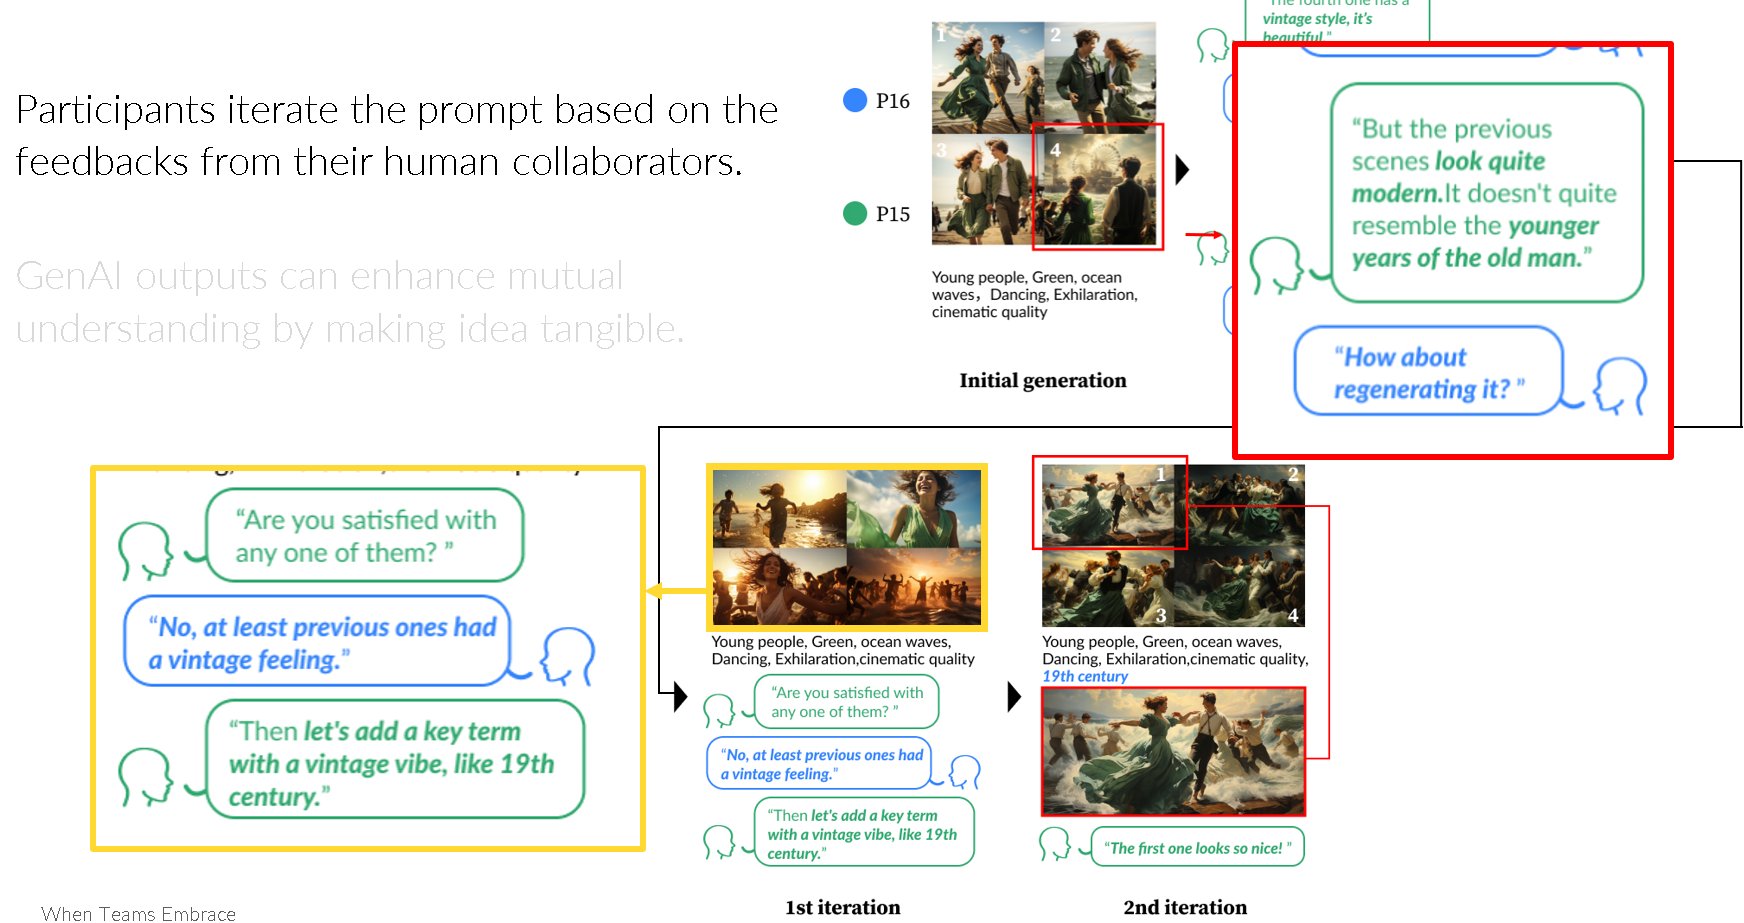 Participants iterate the prompt based on the
feedbacks from their human collaborators.
GenAI outputs can enhance mutual
understanding by making idea tangible.
P16
P15
1
2
3
4
Young people, Green, ocean
waves, Dancing, Exhilaration,
cinematic quality
Initial generation
"The fourth one has a
vintage style, it's
beautiful."
"But the previous
scenes look quite
modern.It doesn't quite
resemble the younger
years of the old man."
"How about
regenerating it? "
"Are you satisfied with
any one of them? "
"No, at least previous ones had
a vintage feeling."
"Then let's add a key term
with a vintage vibe, like 19th
century."
Young people, Green, ocean waves,
Dancing, Exhilaration,cinematic quality
"Are you satisfied with
any one of them? "
"No, at least previous ones had
a vintage feeling."
"Then let's add a key term
with a vintage vibe, like 19th
century."
1st iteration
1
2
3
4
Young people, Green, ocean waves,
Dancing, Exhilaration,cinematic quality,
19th century
"The first one looks so nice! "
2nd iteration
When Teams Embrace